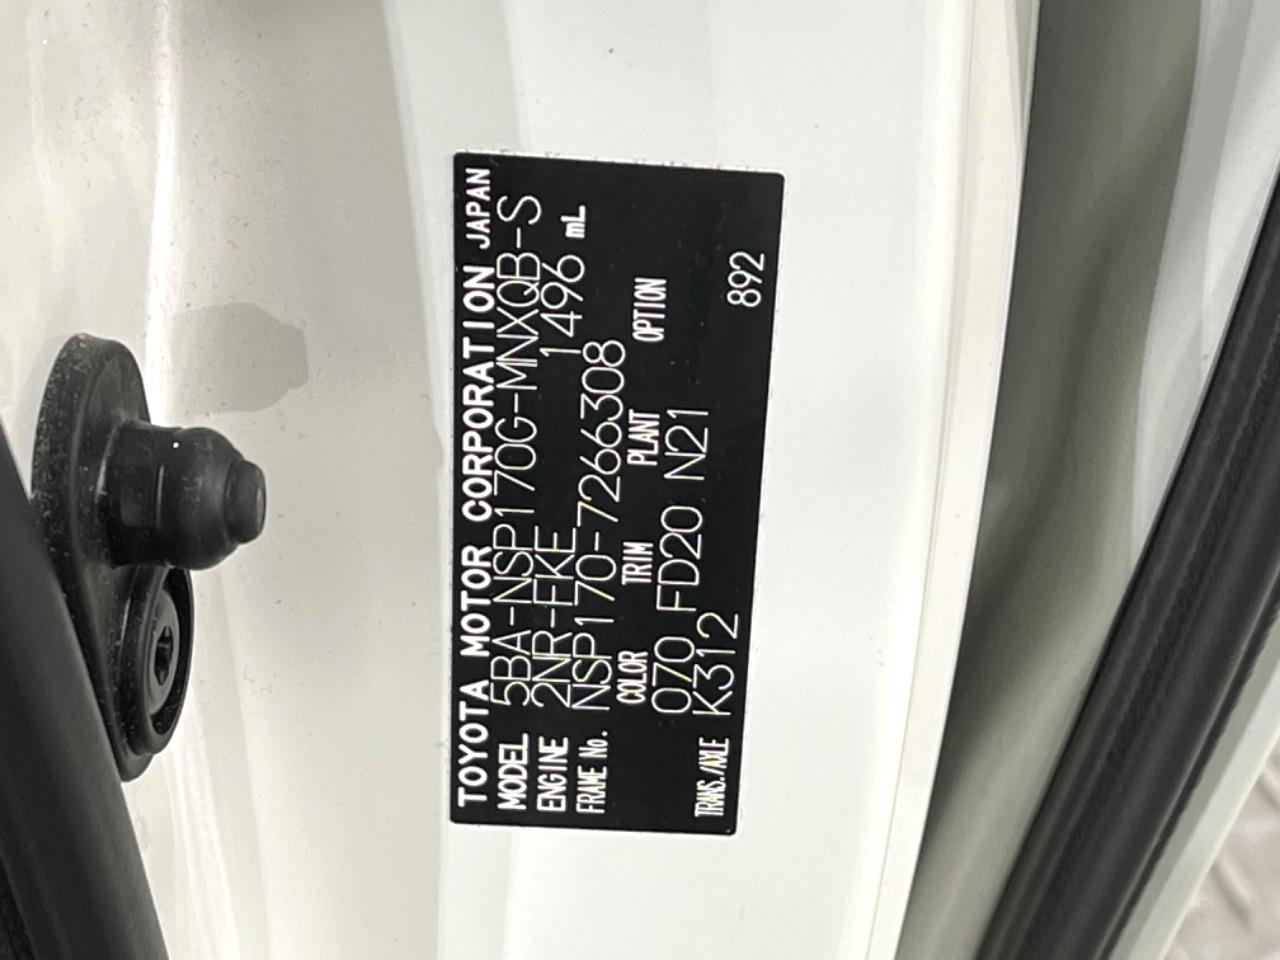 TOYOTA MOTOR CORPORATION JAPAN
MODEL 5BA-NSP170G-MNXQB-S
ENGINE 2NR-FKE 1496 mL
FRAME No. NSP170-7266308
COLOR TRIM PLANT OPTION
070 FD20 N21
TRANS./AXLE K312 892